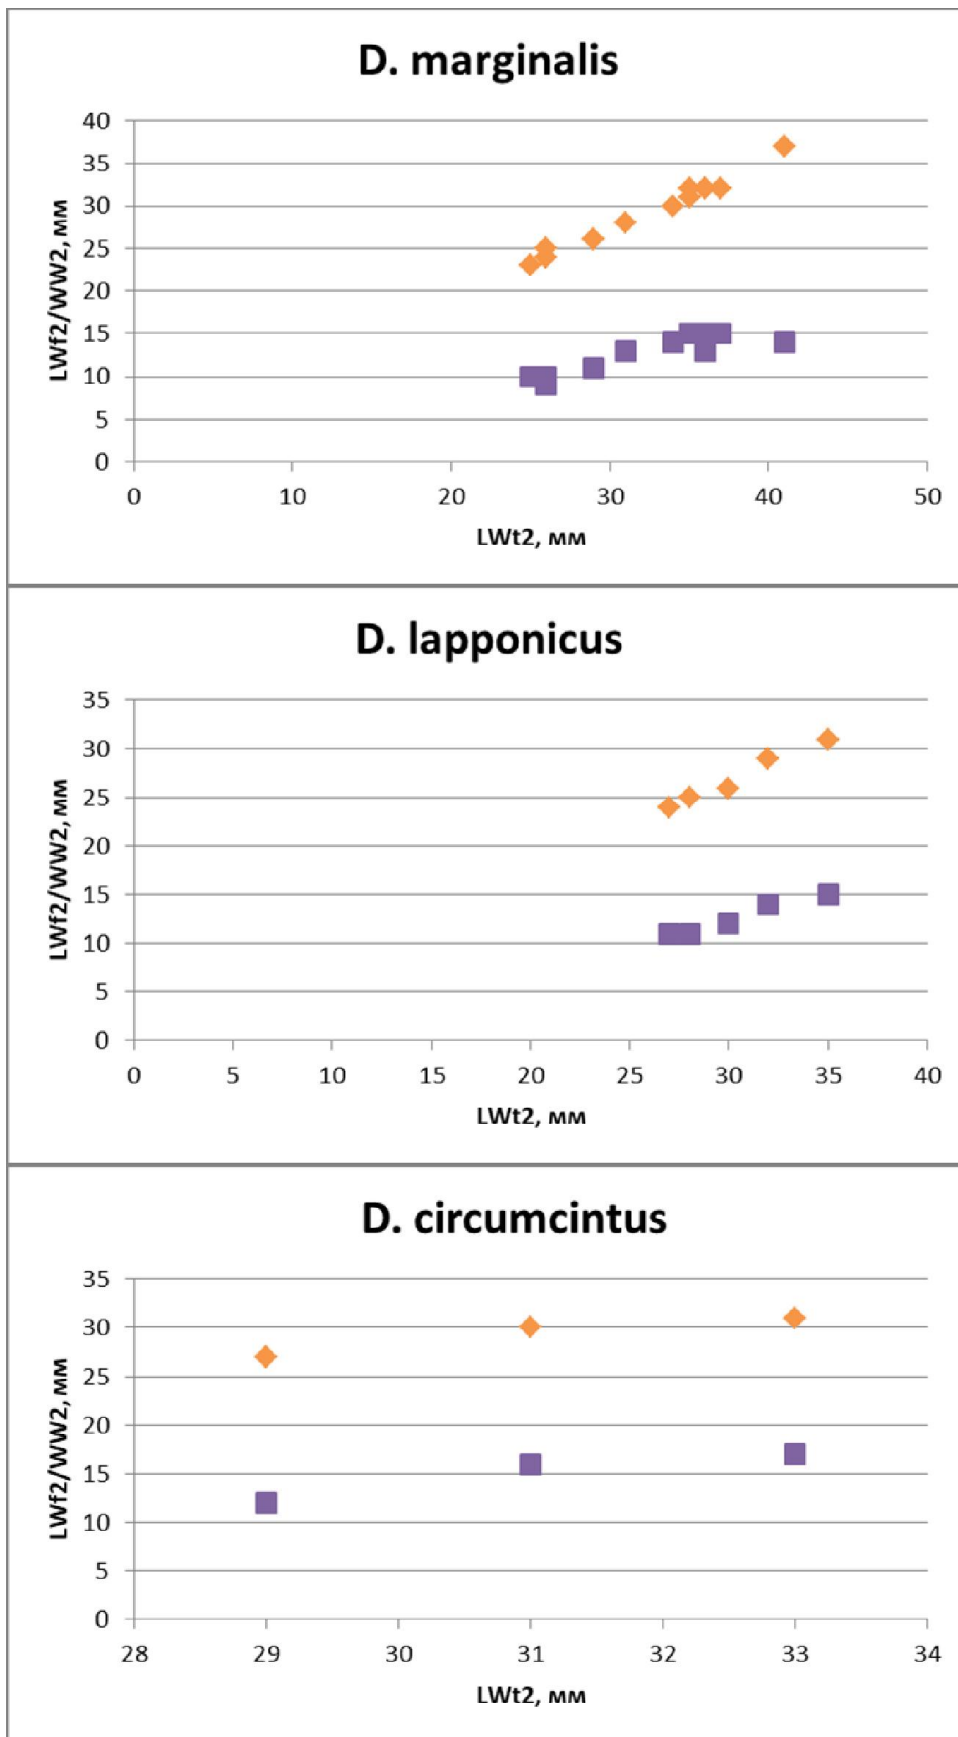 D. marginalis
40
35
30
25
20
15
10
5
0
LWf2/WW2, мм
0 10 20 30 40 50
LWt2, мм
D. lapponicus
35
30
25
20
15
10
5
0
LWf2/WW2, мм
0 5 10 15 20 25 30 35 40
LWt2, мм
D. circumcintus
35
30
25
20
15
10
5
0
LWf2/WW2, мм
28 29 30 31 32 33 34
LWt2, мм